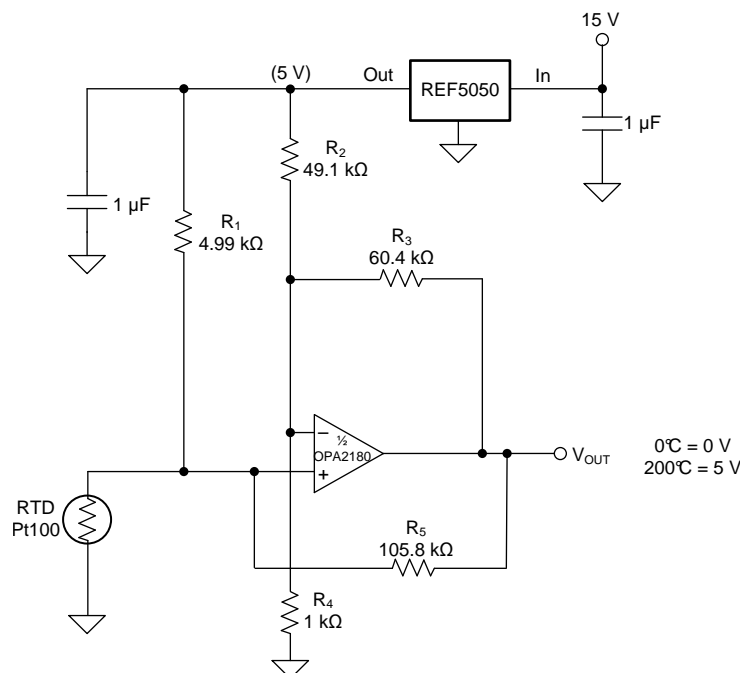 15 V
(5 V)
Out
REF5050
In
1 µF
R2
49.1 kΩ
1 µF
R1
4.99 kΩ
R3
60.4 kΩ
½
OPA2180
−
+
VOUT
0°C = 0 V
200°C = 5 V
RTD
Pt100
R5
105.8 kΩ
R4
1 kΩ